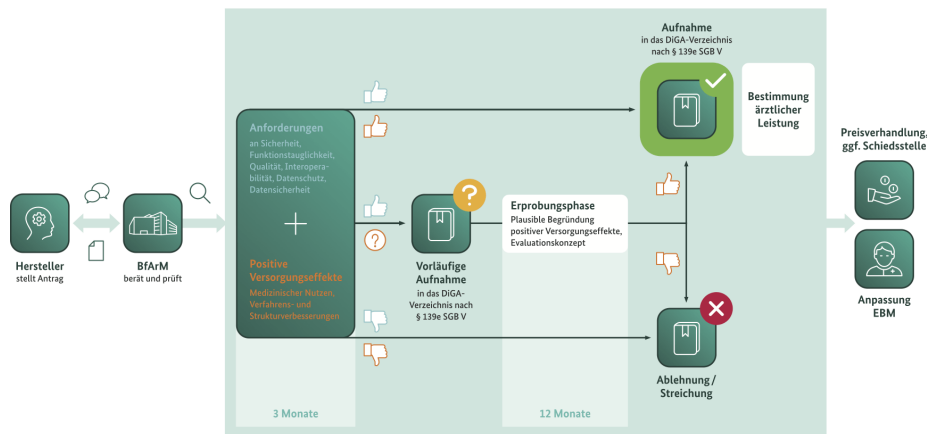 Hersteller
stellt Antrag
BfArM
berät und prüft
Anforderungen
an Sicherheit,
Funktionstauglichkeit,
Qualität, Interopera-
bilität, Datenschutz,
Datensicherheit
Positive
Versorgungseffekte
Medizinischer Nutzen,
Verfahrens- und
Strukturverbesserungen
3 Monate
?
?
Vorläufige
Aufnahme
in das DiGA-
Verzeichnis nach
§ 139e SGB V
Erprobungsphase
Plausible Begründung
positiver Versorgungseffekte,
Evaluationskonzept
12 Monate
Aufnahme
in das DiGA-Verzeichnis
nach § 139e SGB V
Bestimmung
ärztlicher
Leistung
Ablehnung /
Streichung
Preisverhandlung,
ggf. Schiedsstelle
Anpassung
EBM